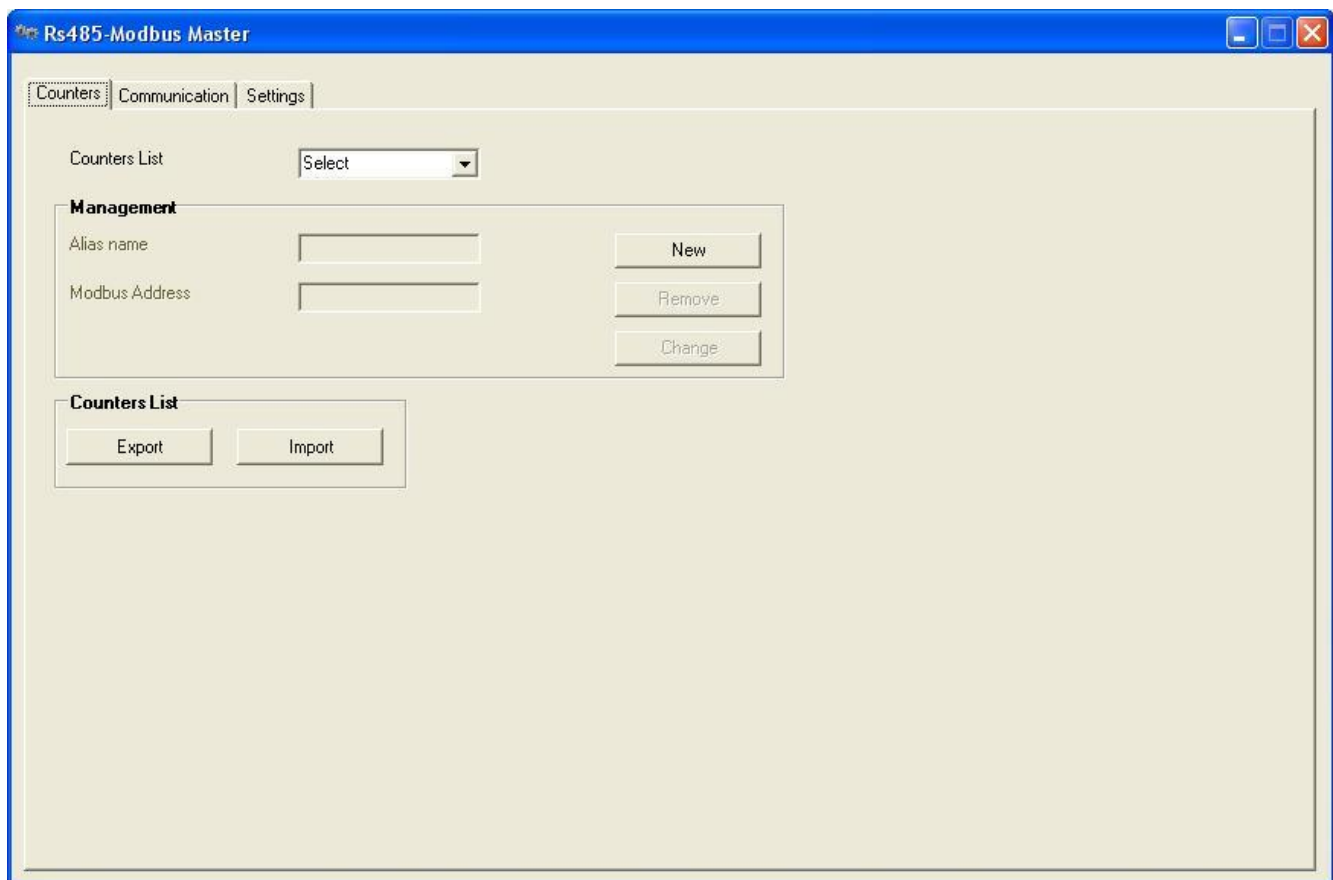 Rs485-Modbus Master
Counters Communication Settings
Counters List Select
Management
Alias name New
Modbus Address Remove
Change
Counters List
Export Import